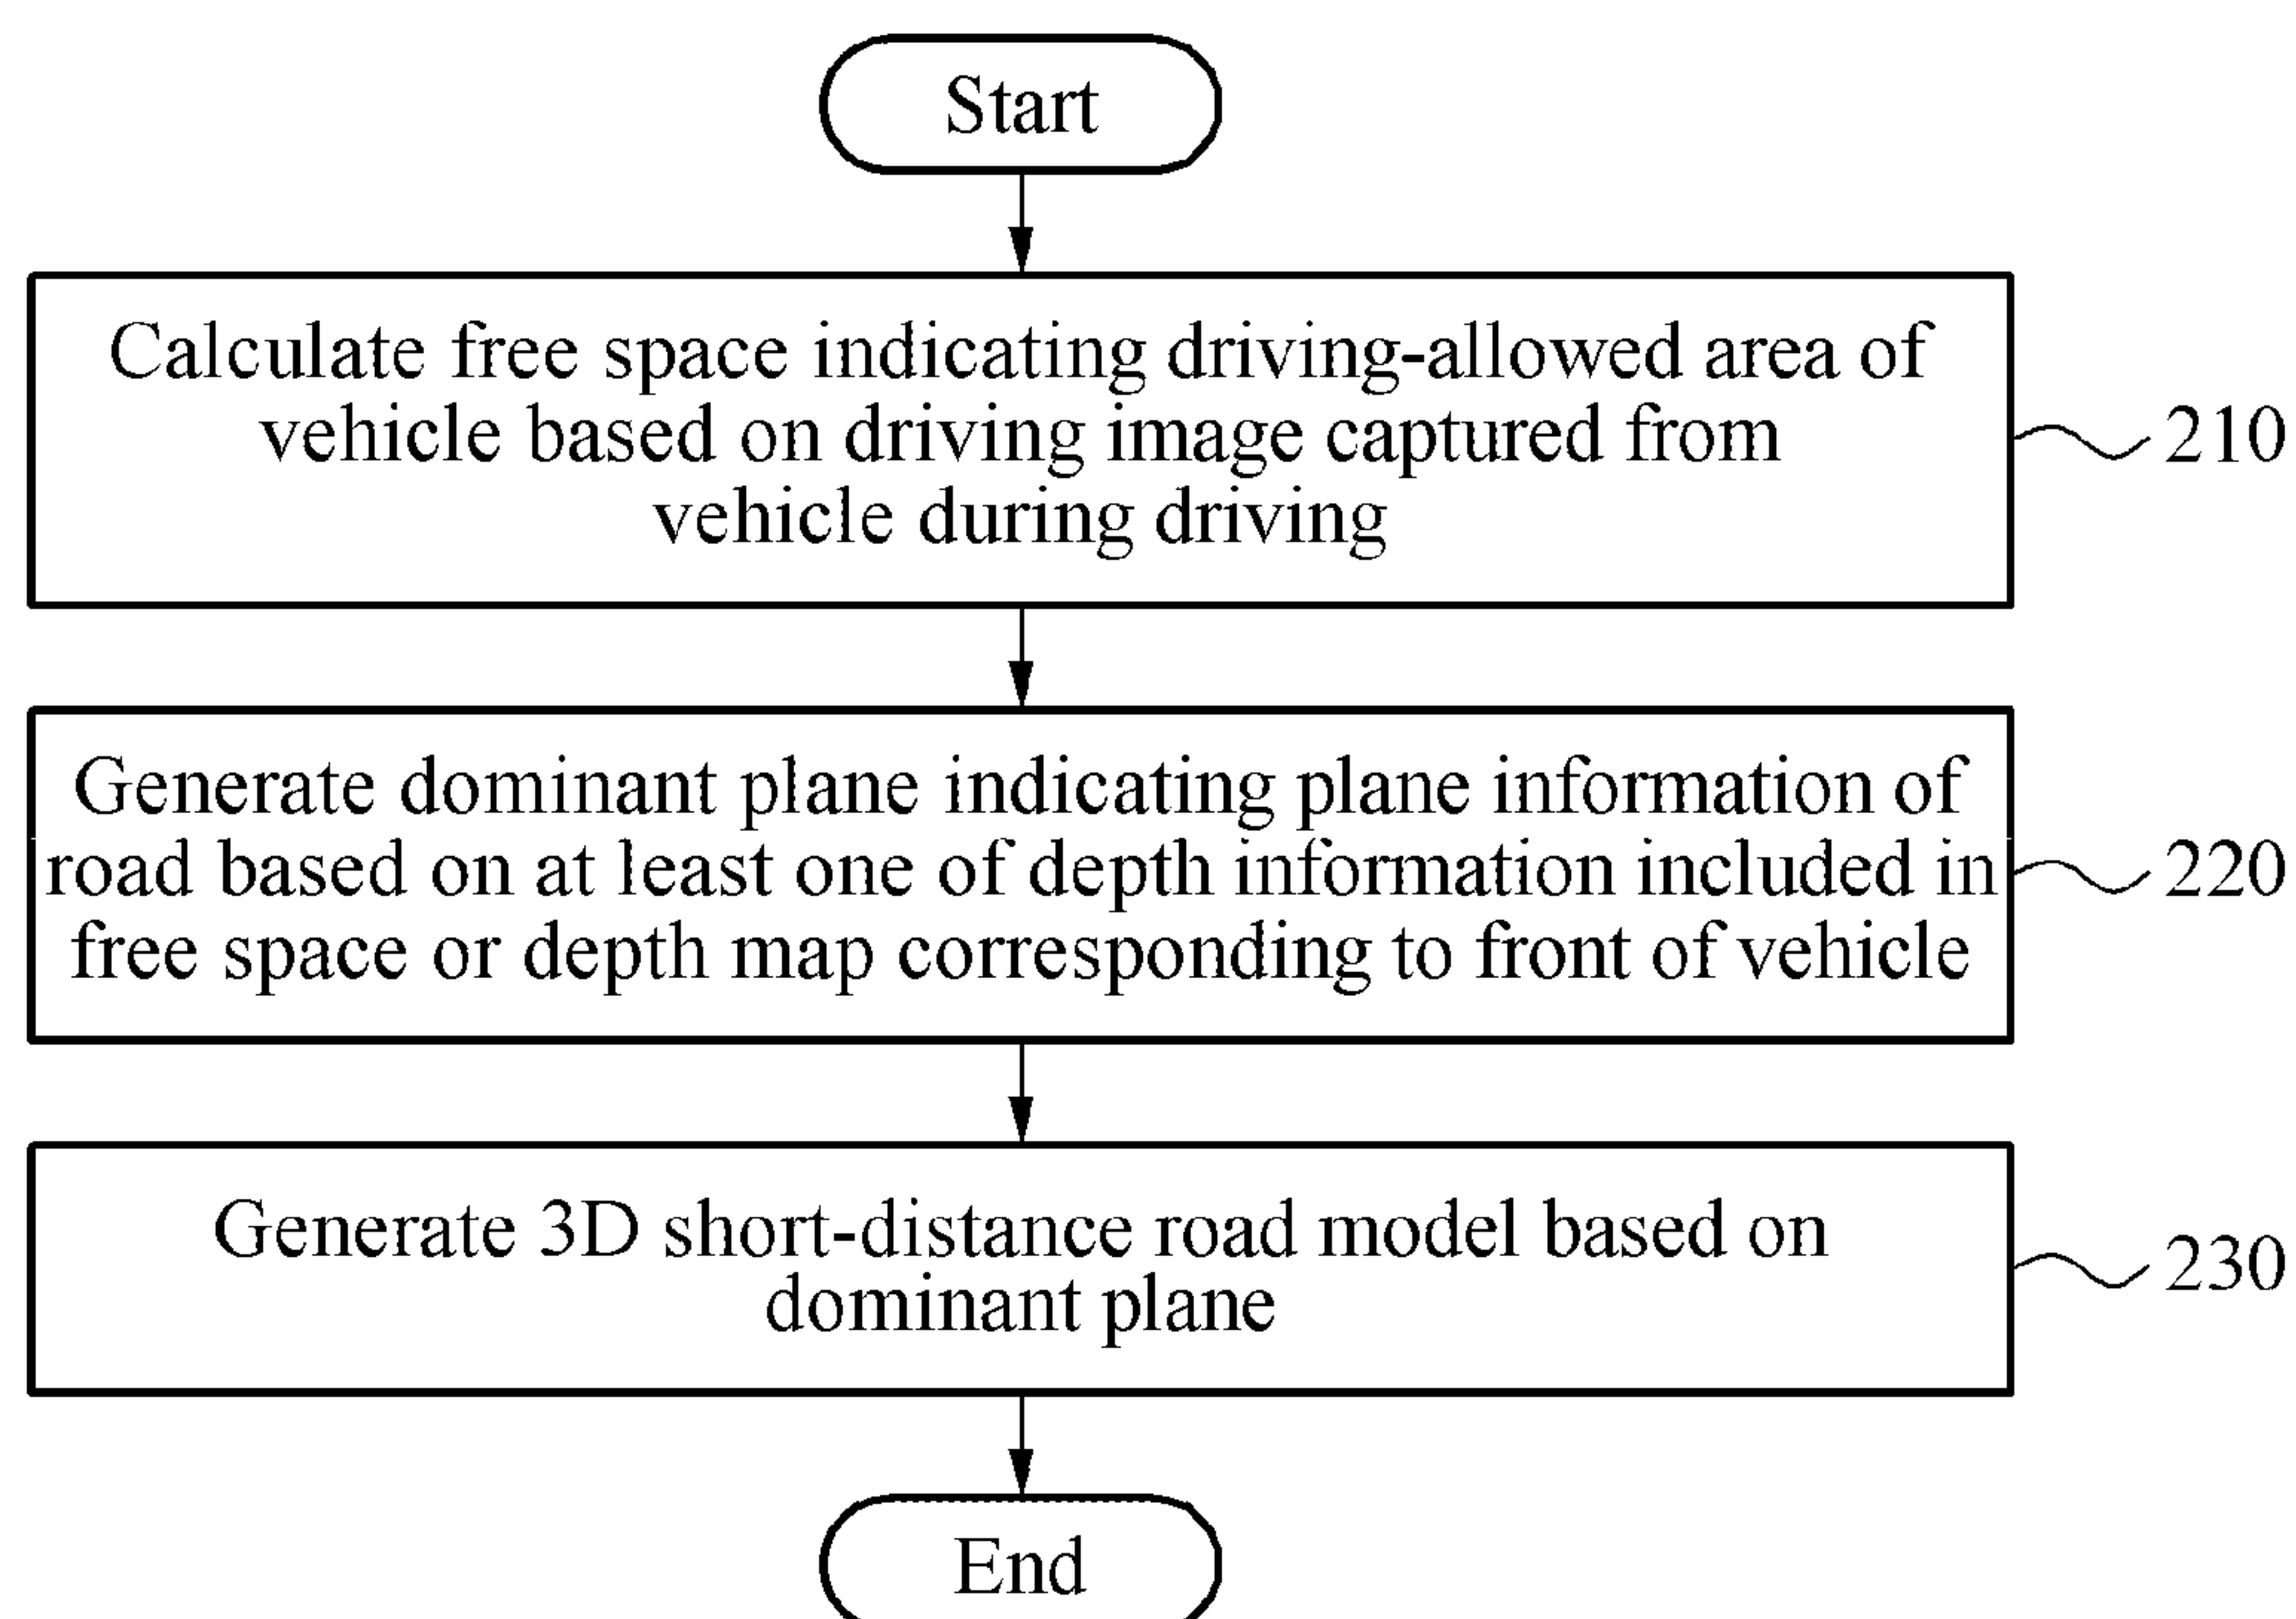 Start
Calculate free space indicating driving-allowed area of
vehicle based on driving image captured from
vehicle during driving
210
Generate dominant plane indicating plane information of
road based on at least one of depth information included in
free space or depth map corresponding to front of vehicle
220
Generate 3D short-distance road model based on
dominant plane
230
End